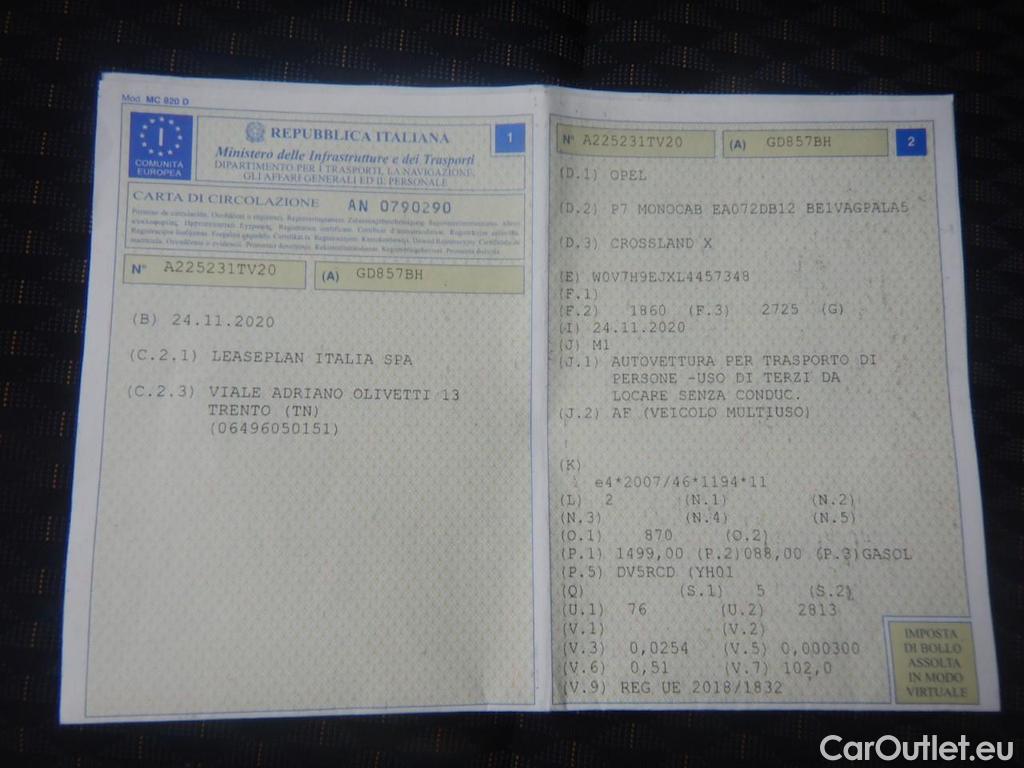 Mod. MC 820 D
I
COMUNITÀ
EUROPEA
REPUBBLICA ITALIANA
Ministero delle Infrastrutture e dei Trasporti
DIPARTIMENTO PER I TRASPORTI, LA NAVIGAZIONE,
GLI AFFARI GENERALI ED IL PERSONALE
1
CARTA DI CIRCOLAZIONE AN 0790290
N° A225231TV20 (A) GD857BH
(B) 24.11.2020
(C.2.1) LEASEPLAN ITALIA SPA
(C.2.3) VIALE ADRIANO OLIVETTI 13
TRENTO (TN)
(06496050151)
N° A225231TV20 (A) GD857BH 2
(D.1) OPEL
(D.2) P7 MONOCAB EA072DB12 BE1VAGPALA5
(D.3) CROSSLAND X
(E) W0V7H9EJXL4457348
(F.1)
(F.2) 1860 (F.3) 2725 (G)
(I) 24.11.2020
(J) M1
(J.1) AUTOVETTURA PER TRASPORTO DI
PERSONE -USO DI TERZI DA
LOCARE SENZA CONDUC.
(J.2) AF (VEICOLO MULTIUSO)
(K)
e4*2007/46*1194*11
(L) 2 (N.1) (N.2)
(N.3) (N.4) (N.5)
(O.1) 870 (O.2)
(P.1) 1499,00 (P.2)088,00 (P.3)GASOL
(P.5) DV5RCD (YH01
(Q) (S.1) 5 (S.2)
(U.1) 76 (U.2) 2813
(V.1) (V.2)
(V.3) 0,0254 (V.5) 0,000300
(V.6) 0,51 (V.7) 102,0
(V.9) REG UE 2018/1832
IMPOSTA
DI BOLLO
ASSOLTA
IN MODO
VIRTUALE
CarOutlet.eu